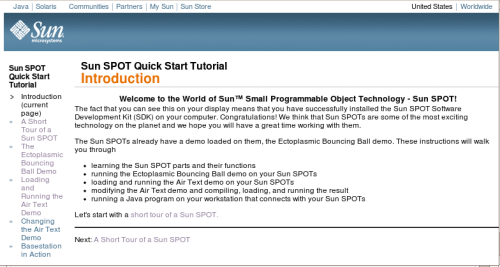 Java | Solaris Communities | Partners | My Sun | Sun Store United States | Worldwide
Sun
microsystems
Sun SPOT Quick Start Tutorial
Introduction
Sun SPOT
Quick Start
Tutorial
> Introduction
(current
page)
» A Short
Tour of a
Sun SPOT
» The
Ectoplasmic
Bouncing
Ball Demo
» Loading
and
Running the
Air Text
Demo
» Changing
the Air Text
Demo
» Basestation
in Action
Welcome to the World of Sun™ Small Programmable Object Technology - Sun SPOT!
The fact that you can see this on your display means that you have successfully installed the Sun SPOT Software
Development Kit (SDK) on your computer. Congratulations! We think that Sun SPOTs are some of the most exciting
technology on the planet and we hope you will have a great time working with them.
The Sun SPOTs already have a demo loaded on them, the Ectoplasmic Bouncing Ball demo. These instructions will walk
you through
• learning the Sun SPOT parts and their functions
• running the Ectoplasmic Bouncing Ball demo on your Sun SPOTs
• loading and running the Air Text demo on your Sun SPOTs
• modifying the Air Text demo and compiling, loading, and running the result
• running a Java program on your workstation that connects with your Sun SPOTs
Let's start with a short tour of a Sun SPOT.
Next: A Short Tour of a Sun SPOT